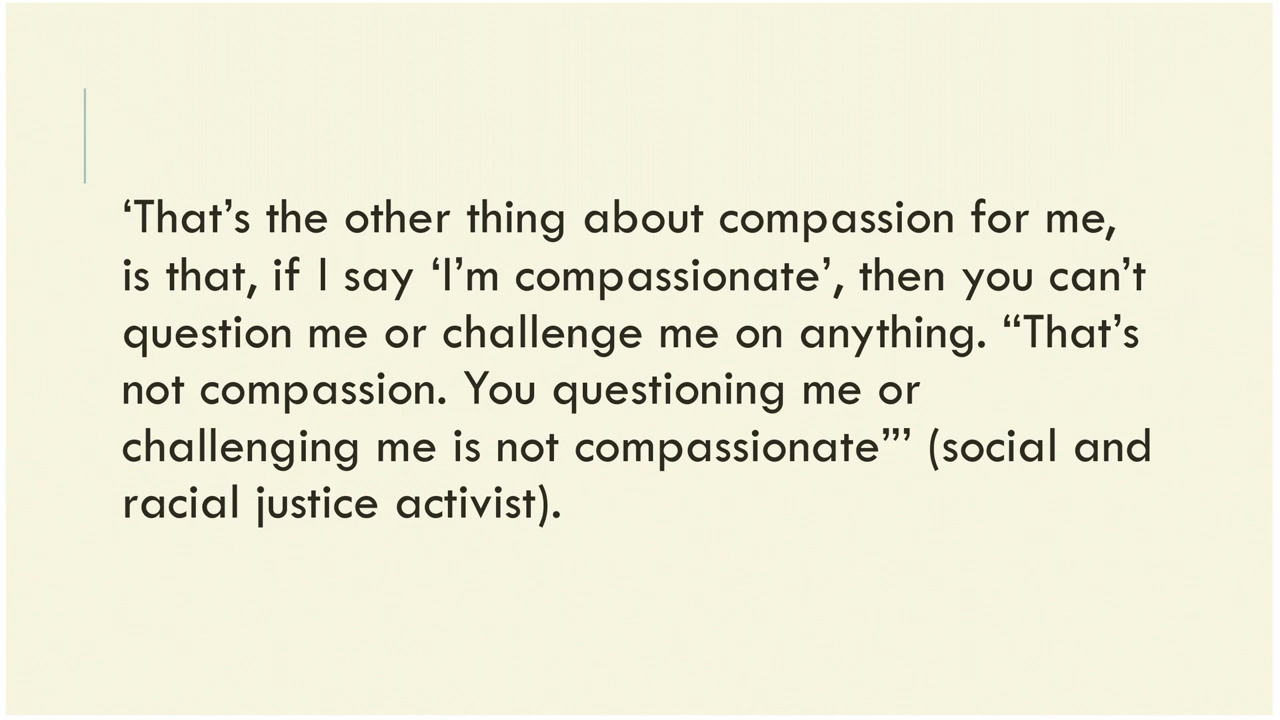 ‘That’s the other thing about compassion for me,
is that, if I say ‘I’m compassionate’, then you can’t
question me or challenge me on anything. “That’s
not compassion. You questioning me or
challenging me is not compassionate”’ (social and
racial justice activist).